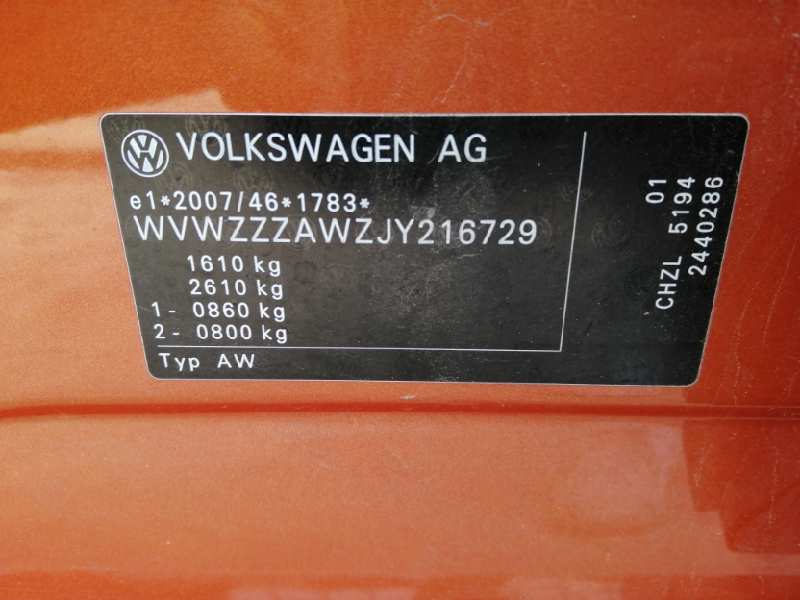 VOLKSWAGEN AG
e1*2007/46*1783*
WVWZZZAWZJY216729
1610 kg
2610 kg
1- 0860 kg
2- 0800 kg
Typ AW
01
CHZL 5194
2440286